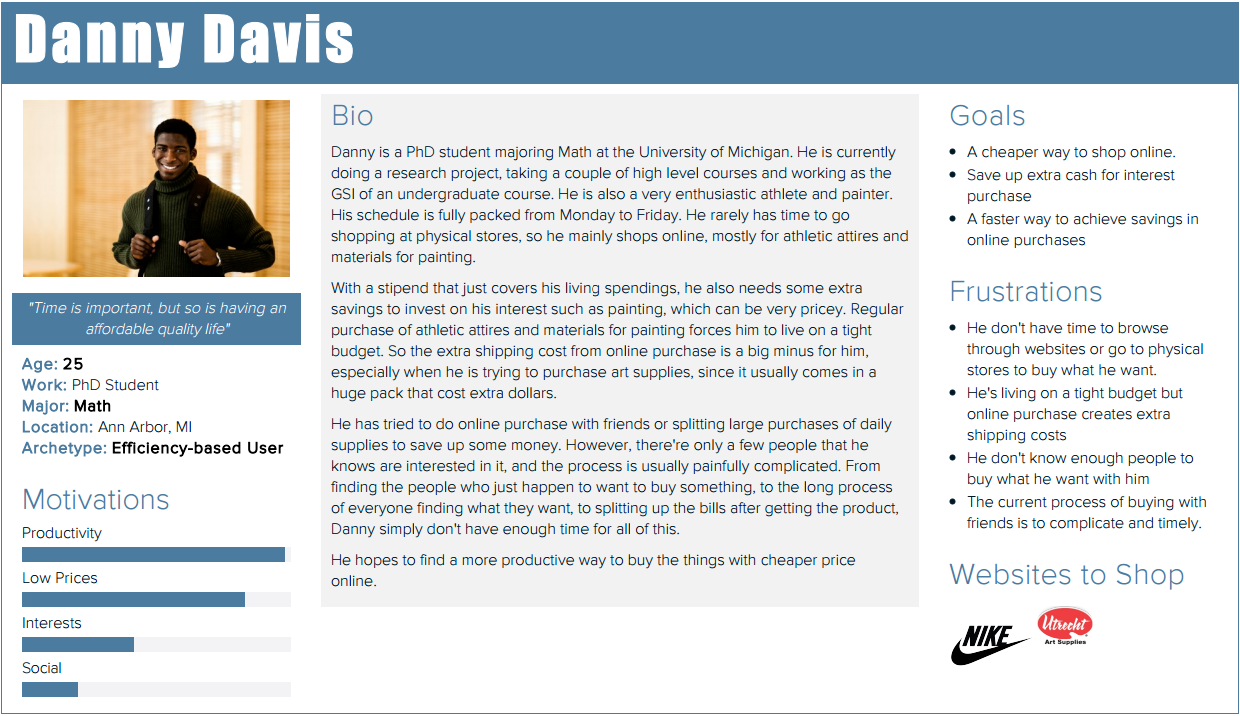 Danny Davis
"Time is important, but so is having an
affordable quality life"
Age: 25
Work: PhD Student
Major: Math
Location: Ann Arbor, MI
Archetype: Efficiency-based User
Motivations
Productivity
Low Prices
Interests
Social
Bio
Danny is a PhD student majoring Math at the University of Michigan. He is currently
doing a research project, taking a couple of high level courses and working as the
GSI of an undergraduate course. He is also a very enthusiastic athlete and painter.
His schedule is fully packed from Monday to Friday. He rarely has time to go
shopping at physical stores, so he mainly shops online, mostly for athletic attires and
materials for painting.
With a stipend that just covers his living spendings, he also needs some extra
savings to invest on his interest such as painting, which can be very pricey. Regular
purchase of athletic attires and materials for painting forces him to live on a tight
budget. So the extra shipping cost from online purchase is a big minus for him,
especially when he is trying to purchase art supplies, since it usually comes in a
huge pack that cost extra dollars.
He has tried to do online purchase with friends or splitting large purchases of daily
supplies to save up some money. However, there're only a few people that he
knows are interested in it, and the process is usually painfully complicated. From
finding the people who just happen to want to buy something, to the long process
of everyone finding what they want, to splitting up the bills after getting the product,
Danny simply don't have enough time for all of this.
He hopes to find a more productive way to buy the things with cheaper price
online.
Goals
• A cheaper way to shop online.
• Save up extra cash for interest
purchase
• A faster way to achieve savings in
online purchases
Frustrations
• He don't have time to browse
through websites or go to physical
stores to buy what he want.
• He's living on a tight budget but
online purchase creates extra
shipping costs
• He don't know enough people to
buy what he want with him
• The current process of buying with
friends is to complicate and timely.
Websites to Shop
NIKE
Utrecht
Art Supplies